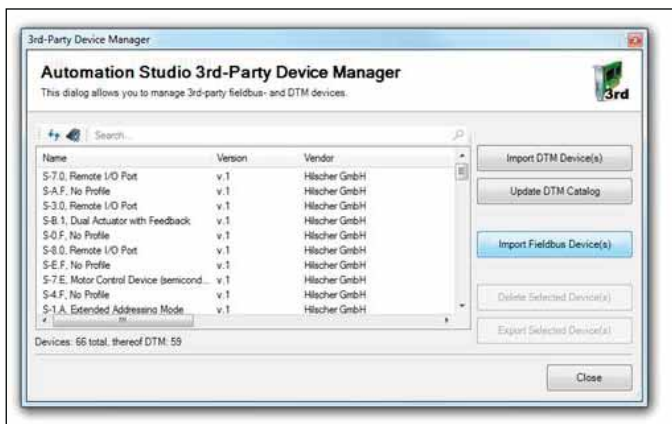 3rd-Party Device Manager
Automation Studio 3rd-Party Device Manager
This dialog allows you to manage 3rd-party fieldbus- and DTM devices.
3rd
Search...
Name Version Vendor
S-7.0, Remote I/O Port v.1 Hilscher GmbH
S-A.F, No Profile v.1 Hilscher GmbH
S-3.0, Remote I/O Port v.1 Hilscher GmbH
S-B.1, Dual Actuator with Feedback v.1 Hilscher GmbH
S-0.F, No Profile v.1 Hilscher GmbH
S-8.0, Remote I/O Port v.1 Hilscher GmbH
S-E.F, No Profile v.1 Hilscher GmbH
S-7.E, Motor Control Device (semicond... v.1 Hilscher GmbH
S-4.F, No Profile v.1 Hilscher GmbH
S-1.A, Extended Addressing Mode v.1 Hilscher GmbH
Devices: 66 total, thereof DTM: 59
Import DTM Device(s)
Update DTM Catalog
Import Fieldbus Device(s)
Delete Selected Device(s)
Export Selected Device(s)
Close